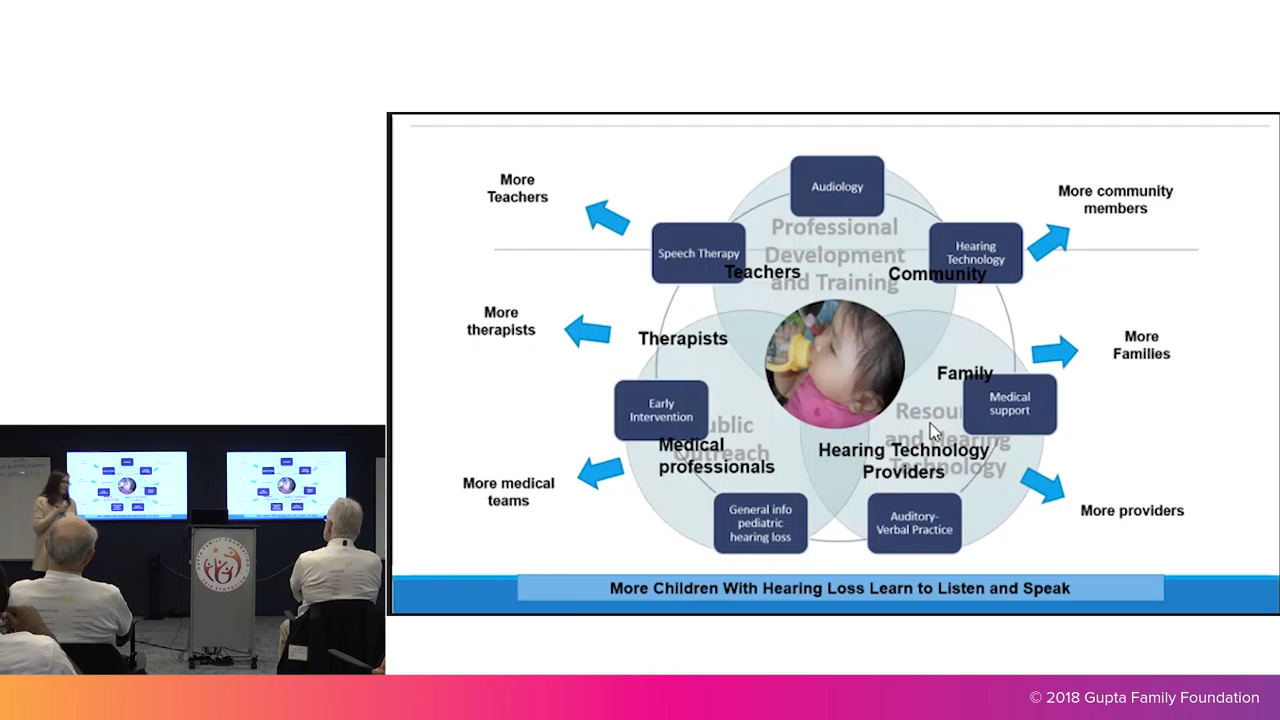 More
Teachers
Audiology
More community
members
Speech Therapy
Professional
Development
and Training
Hearing
Technology
Teachers
Community
More
therapists
Therapists
More
Families
Family
Early
Intervention
Medical
support
Medical
professionals
Hearing Technology
Providers
and Hearing
Technology
More medical
teams
General info
pediatric
hearing loss
Auditory-
Verbal Practice
More providers
More Children With Hearing Loss Learn to Listen and Speak
© 2018 Gupta Family Foundation